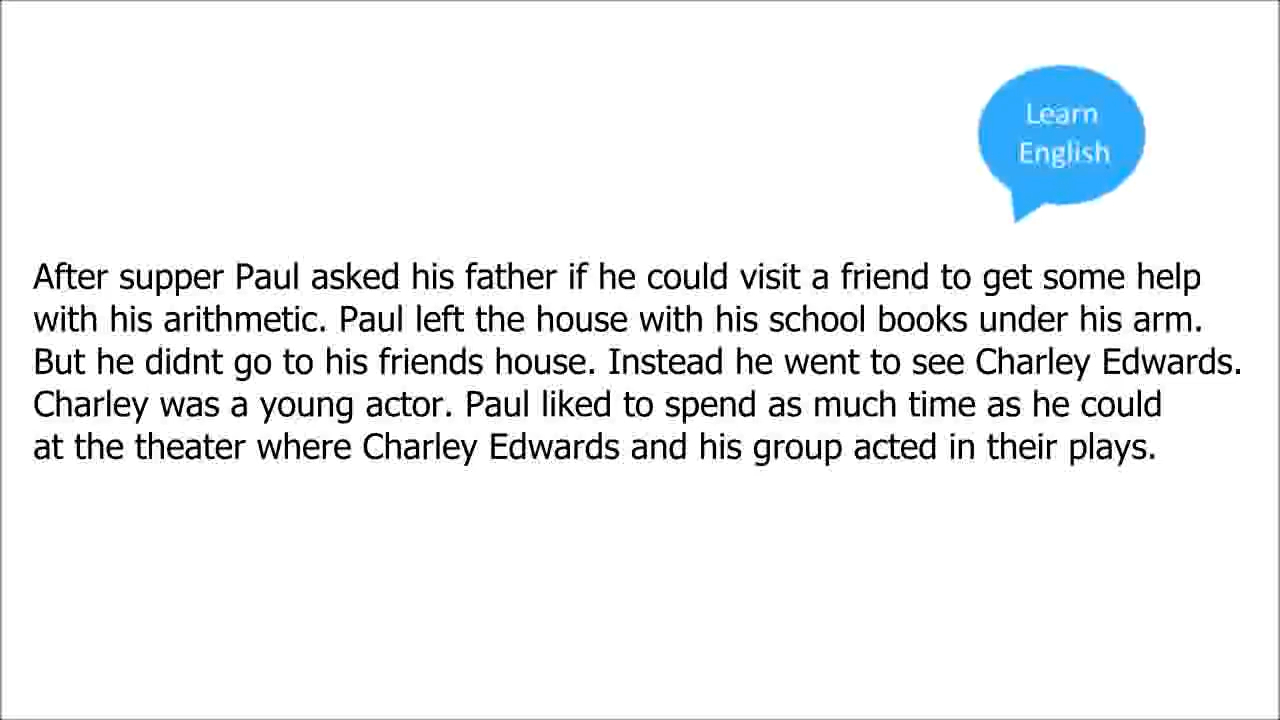 Learn
English
After supper Paul asked his father if he could visit a friend to get some help
with his arithmetic. Paul left the house with his school books under his arm.
But he didnt go to his friends house. Instead he went to see Charley Edwards.
Charley was a young actor. Paul liked to spend as much time as he could
at the theater where Charley Edwards and his group acted in their plays.